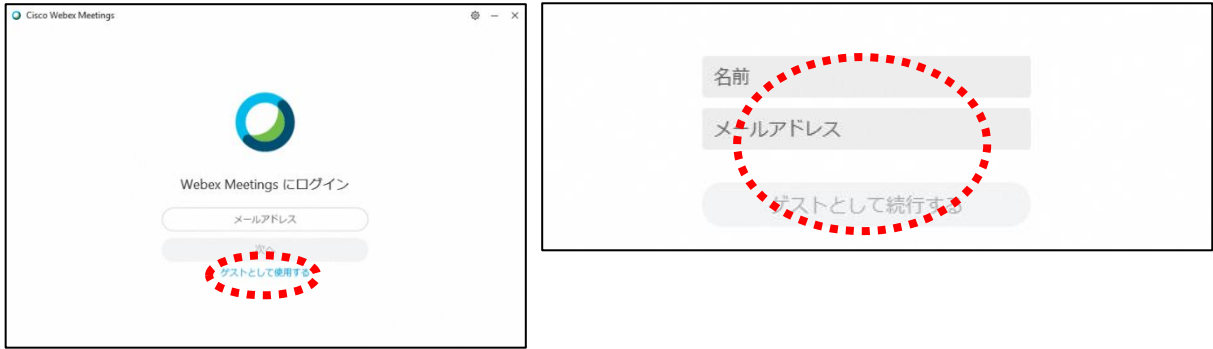 Cisco Webex Meetings
Webex Meetings にログイン
メールアドレス
次へ
ゲストとして使用する
名前
メールアドレス
ゲストとして続行する